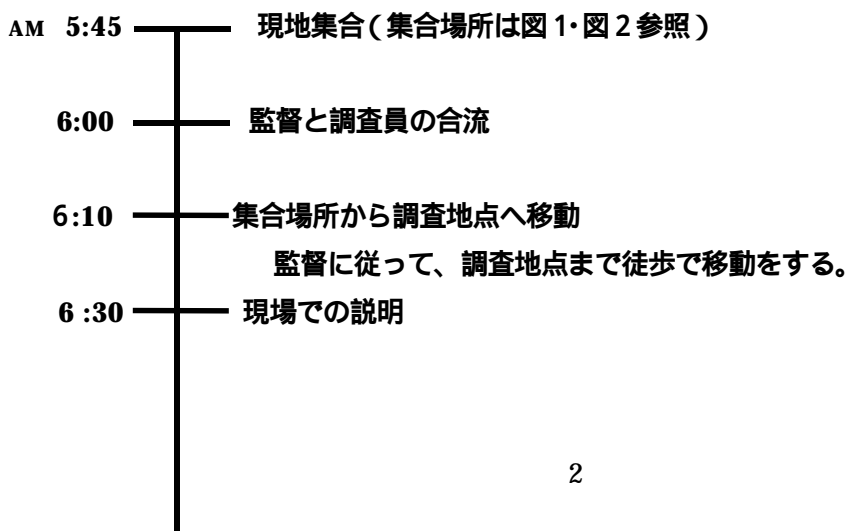 AM 5:45 現地集合(集合場所は図1・図2参照)
6:00 監督と調査員の合流
6:10 集合場所から調査地点へ移動
監督に従って、調査地点まで徒歩で移動をする。
6:30 現場での説明
2